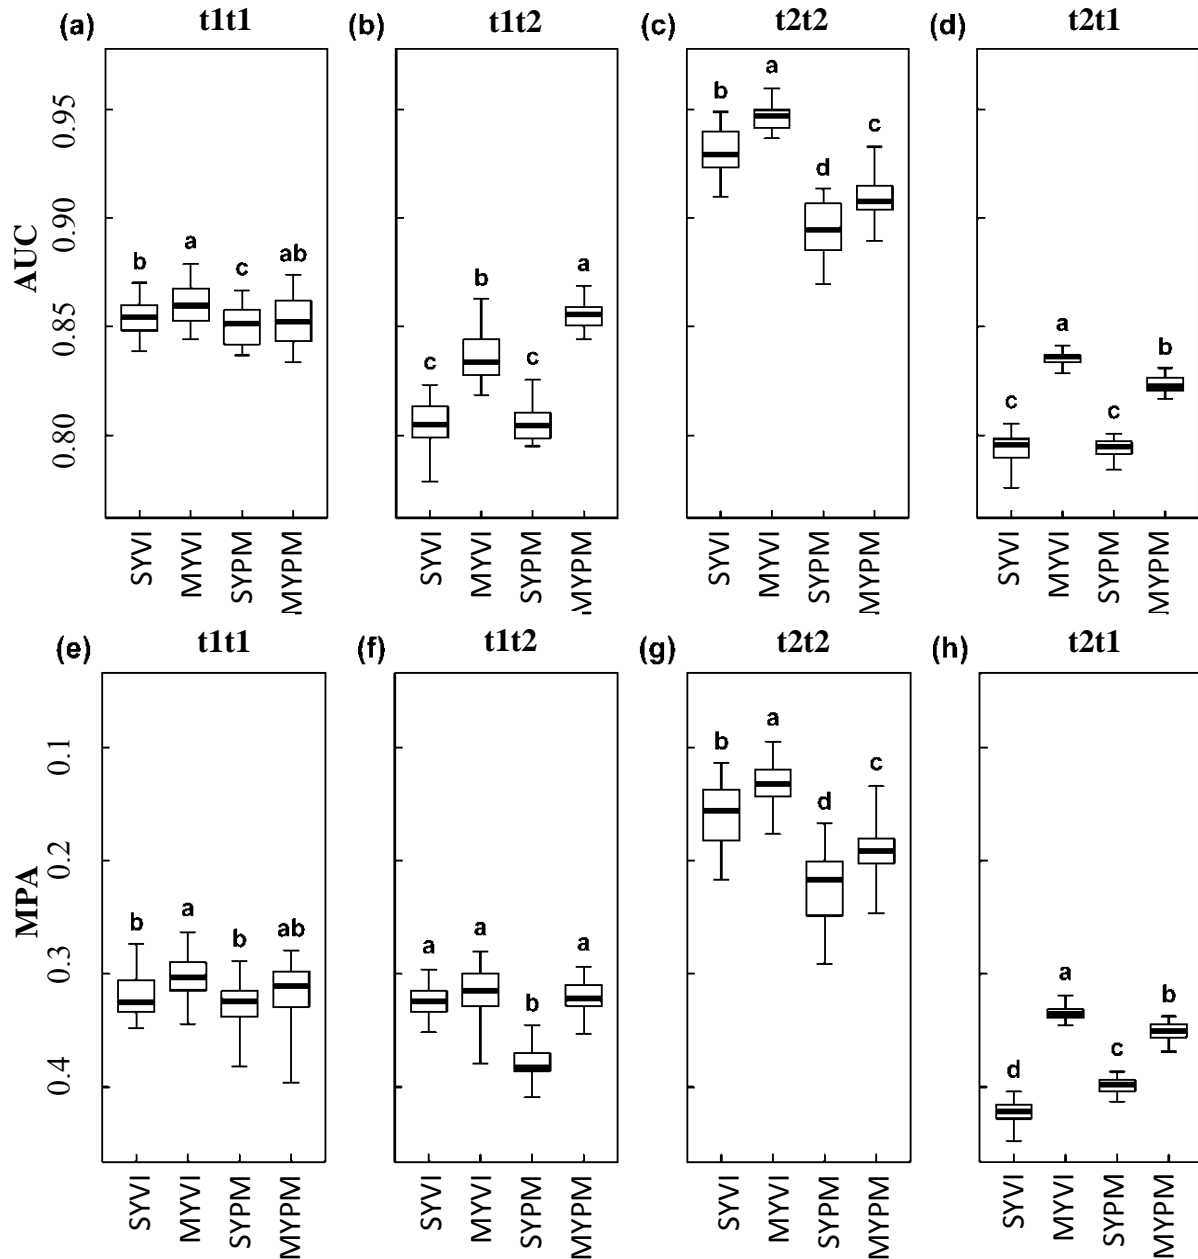 (a) t1t1 (b) t1t2 (c) t2t2 (d) t2t1
AUC
0.95
0.90
0.85
0.80
b a c ab
c b c a
b a d c
c a c b
SYVI MYVI SYPM MYPM
SYVI MYVI SYPM MYPM
SYVI MYVI SYPM MYPM
SYVI MYVI SYPM MYPM
(e) t1t1 (f) t1t2 (g) t2t2 (h) t2t1
MPA
0.1
0.2
0.3
0.4
b a b ab
a a b a
b a d c
d a c b
SYVI MYVI SYPM MYPM
SYVI MYVI SYPM MYPM
SYVI MYVI SYPM MYPM
SYVI MYVI SYPM MYPM